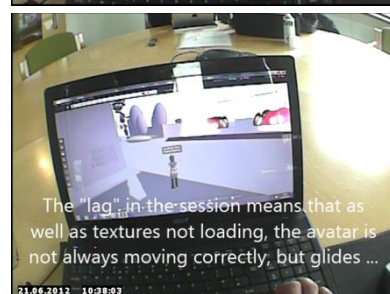 The "lag" in the session means that as
well as textures not loading, the avatar is
not always moving correctly, but glides ...
21.06.2012 10:38:03